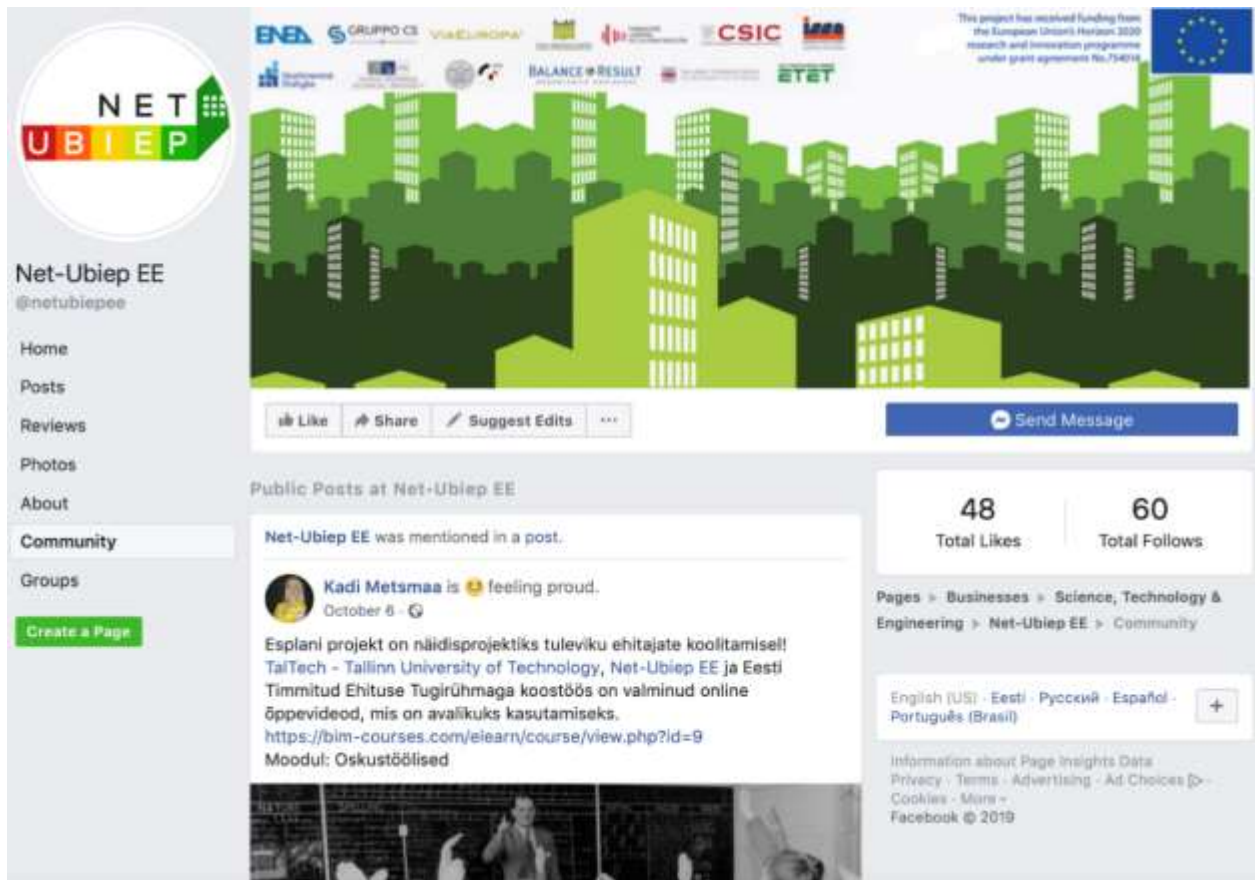 NET
UBIEP
ENEA
GRUPPO CS
VIAEUROPA
CSIC
BALANCE RESULT
ETET
This project has received funding from
the European Union's Horizon 2020
research and innovation programme
under grant agreement No.754016
Net-Ubiep EE
@netubiepee
Home
Posts
Reviews
Photos
About
Community
Groups
Create a Page
Like
Share
Suggest Edits
Send Message
Public Posts at Net-Ubiep EE
Net-Ubiep EE was mentioned in a post.
Kadi Metsmaa is feeling proud.
October 6
Esplani projekt on näidisprojektiks tuleviku ehitajate koolitamisel!
TalTech - Tallinn University of Technology, Net-Ubiep EE ja Eesti
Timmitud Ehituse Tugirühmaga koostöös on valminud online
õppevideod, mis on avalikuks kasutamiseks.
https://bim-courses.com/elearn/course/view.php?id=9
Moodul: Oskustöölised
48 60
Total Likes Total Follows
Pages > Businesses > Science, Technology &
Engineering > Net-Ubiep EE > Community
English (US) · Eesti · Русский · Español ·
Português (Brasil)
+
Information about Page Insights Data
Privacy · Terms · Advertising · Ad Choices ·
Cookies · More
Facebook © 2019